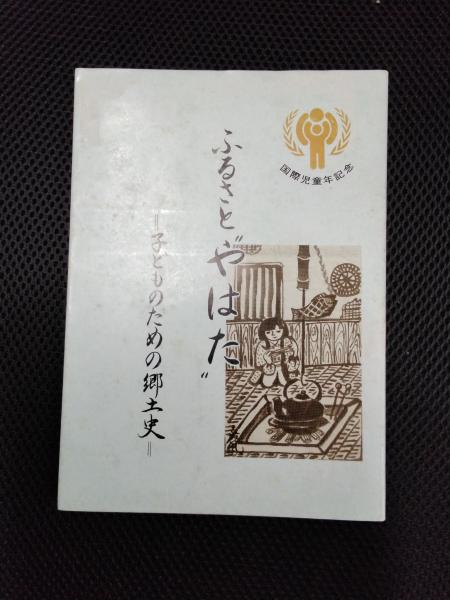 国際児童年記念
ふるさと"やはた"
＝子どものための郷土史＝